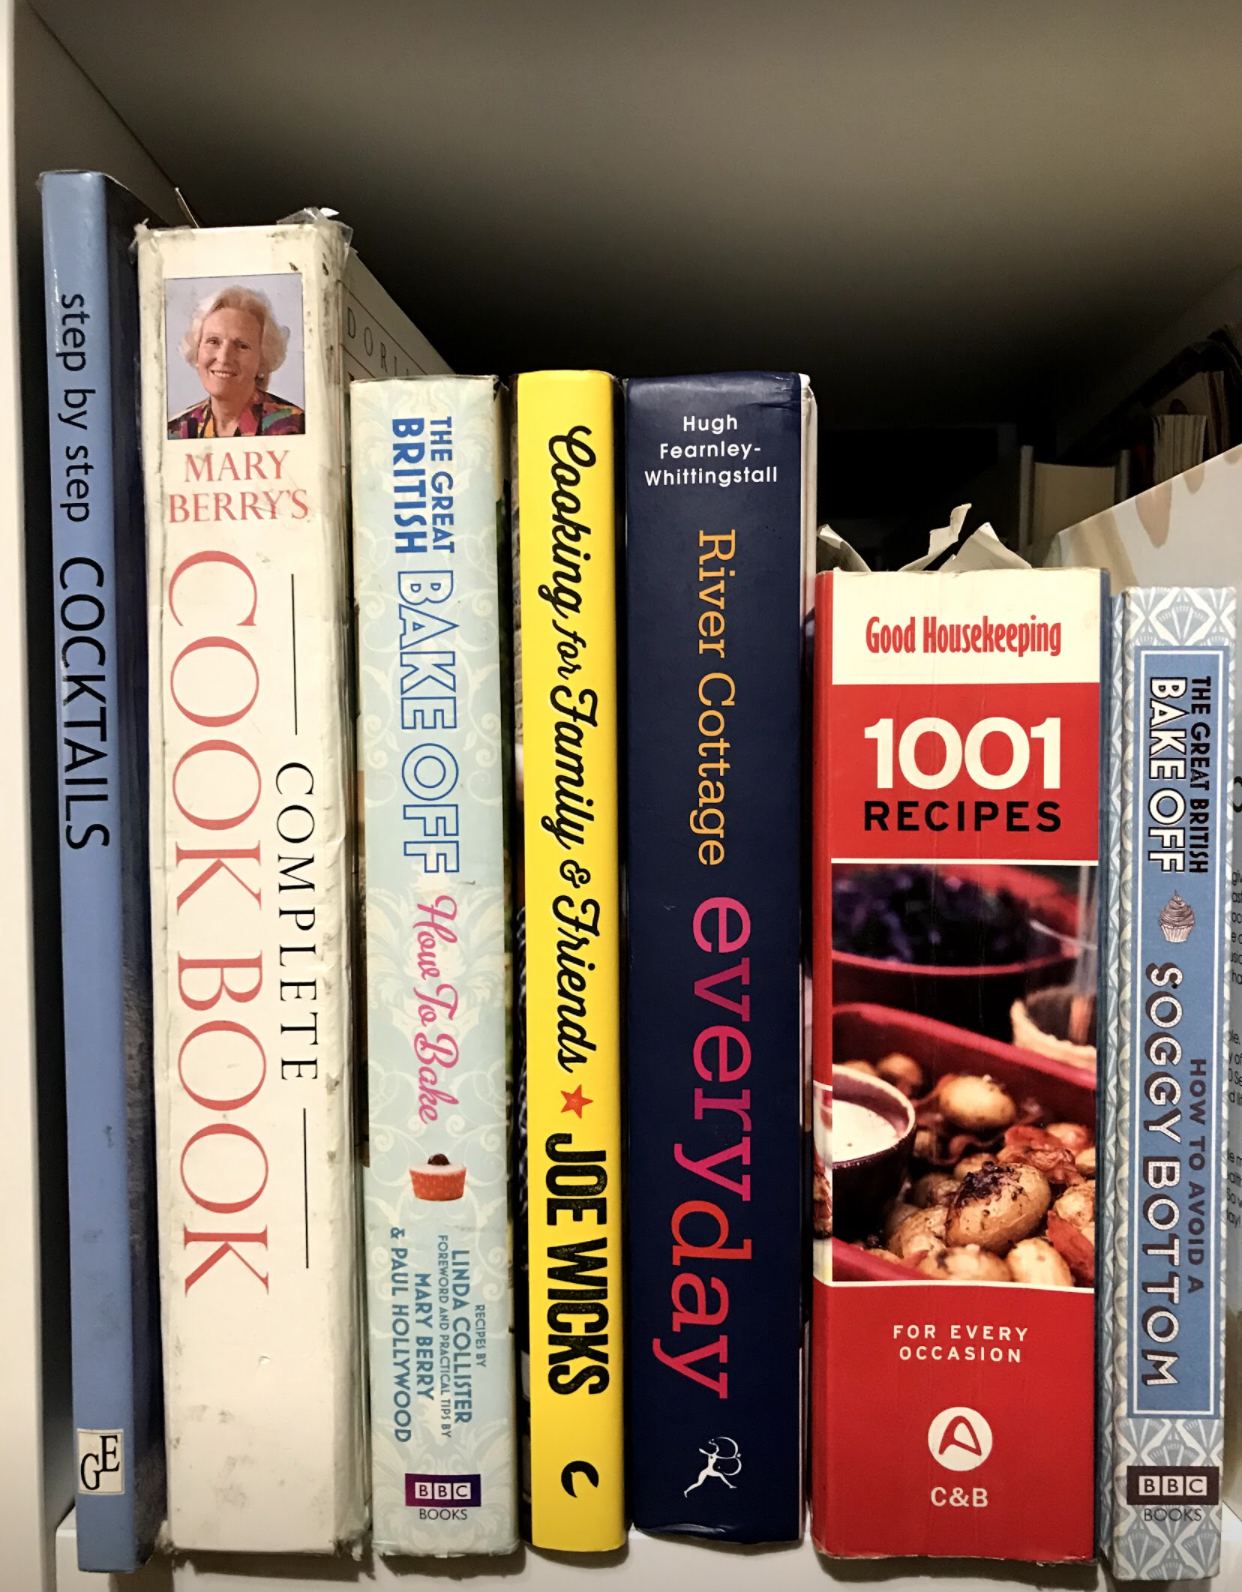 step by step COCKTAILS
GE
MARY
BERRY'S
COMPLETE
COOK BOOK
THE GREAT
BRITISH BAKE OFF How To Bake
RECIPES BY
LINDA COLLISTER
FOREWORD AND PRACTICAL TIPS BY
MARY BERRY
& PAUL HOLLYWOOD
BBC
BOOKS
Cooking for Family & Friends JOE WICKS
Hugh
Fearnley-
Whittingstall
River Cottage everyday
Good Housekeeping
1001
RECIPES
FOR EVERY
OCCASION
C&B
THE GREAT BRITISH
BAKE OFF
HOW TO AVOID A
SOGGY BOTTOM
BBC
BOOKS